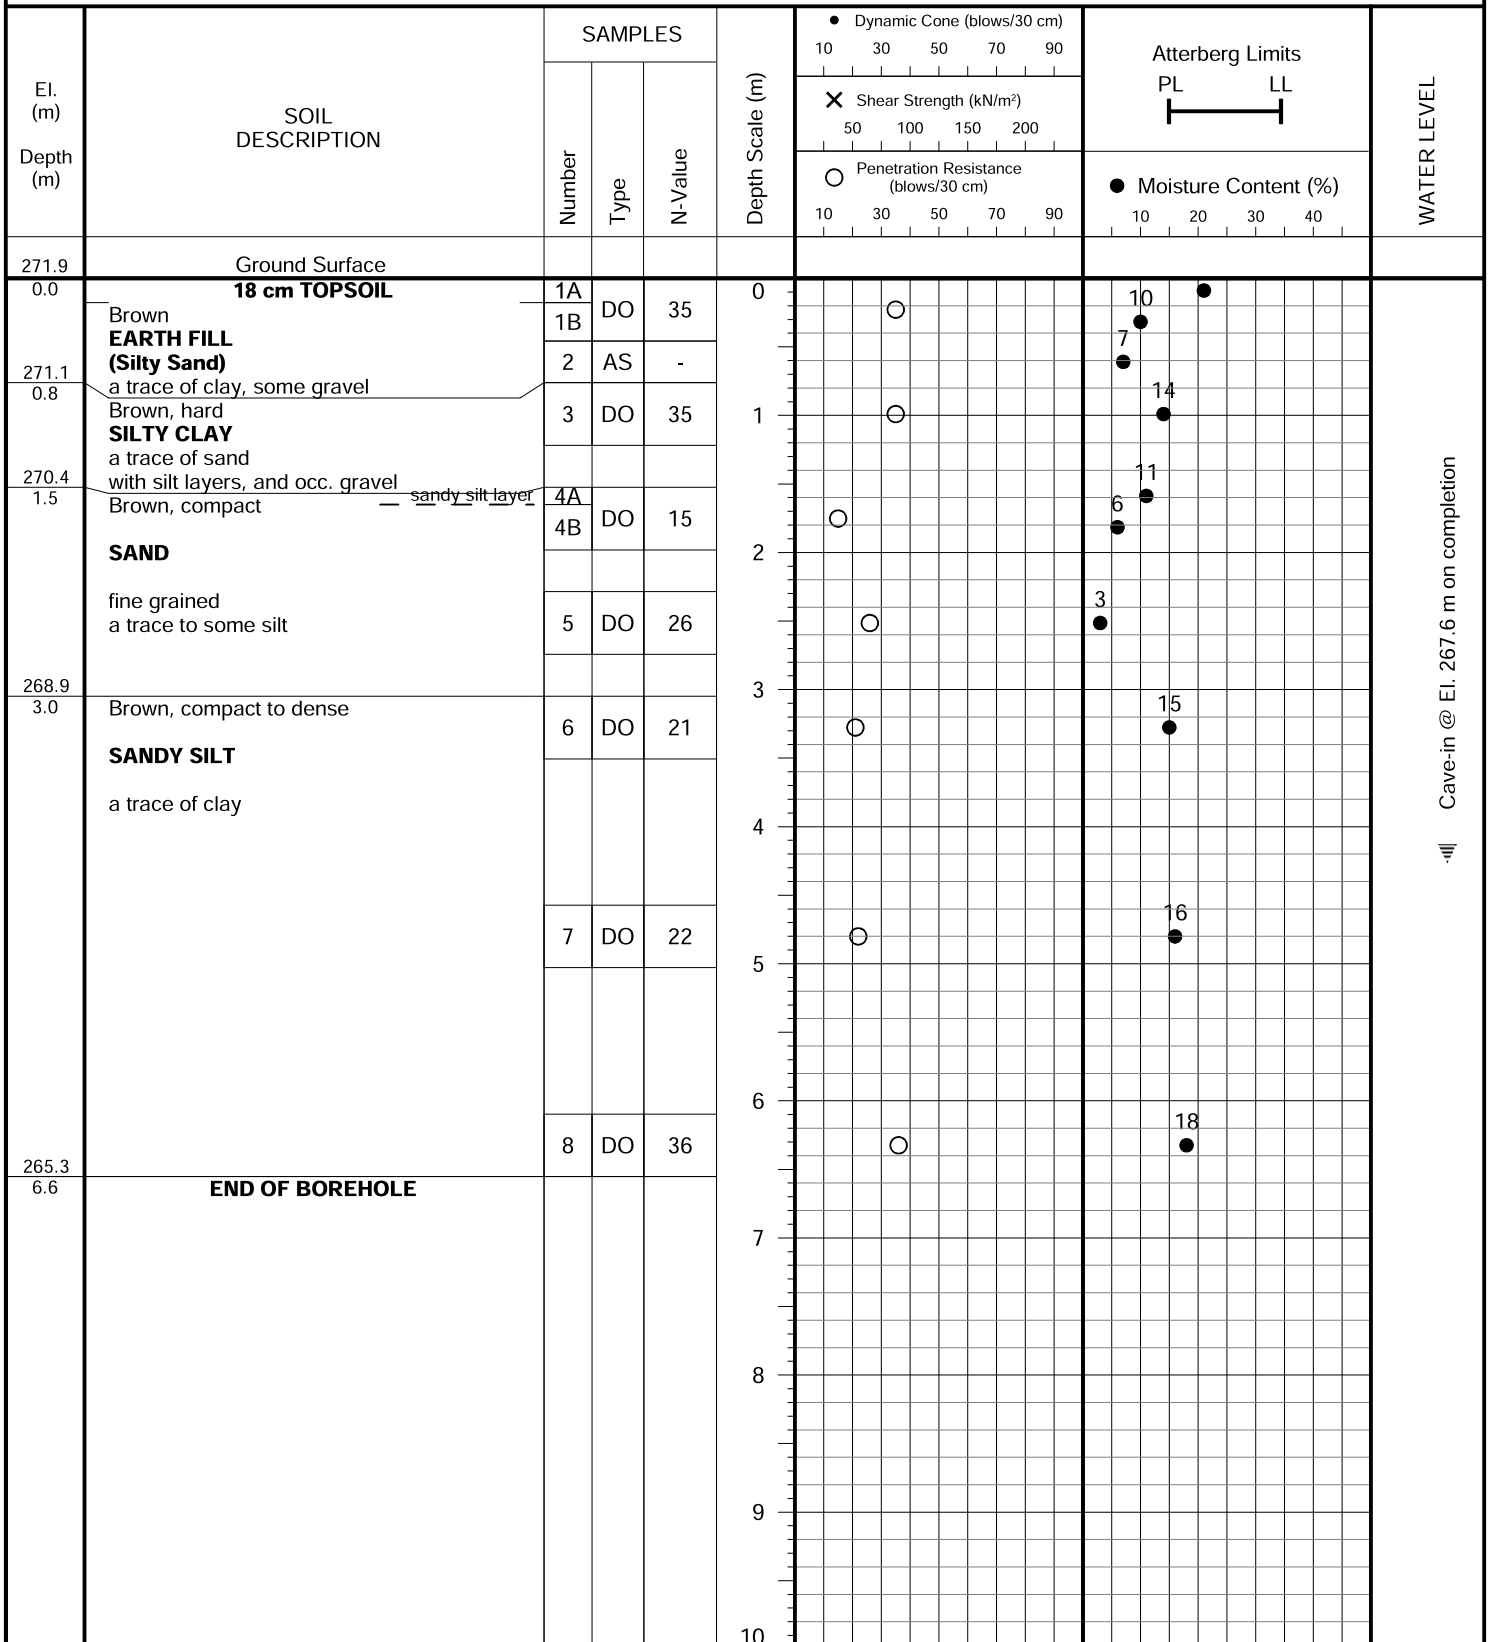 El.
(m)
Depth
(m)
SOIL
DESCRIPTION
SAMPLES
Number
Type
N-Value
Depth Scale (m)
Dynamic Cone (blows/30 cm)
10 30 50 70 90
Shear Strength (kN/m²)
50 100 150 200
Penetration Resistance
(blows/30 cm)
10 30 50 70 90
Atterberg Limits
PL LL
Moisture Content (%)
10 20 30 40
WATER LEVEL
271.9 Ground Surface
0.0 18 cm TOPSOIL 1A 0
1B DO 35 10
Brown
EARTH FILL
(Silty Sand) 2 AS - 7
271.1 a trace of clay, some gravel
0.8 Brown, hard 3 DO 35 1 14
SILTY CLAY
a trace of sand
270.4 with silt layers, and occ. gravel 11
1.5 sandy silt layer 4A
Brown, compact 4B DO 15 6
SAND 2
fine grained 3
a trace to some silt 5 DO 26
268.9 3
3.0 Brown, compact to dense 6 DO 21 15
SANDY SILT
a trace of clay
4
7 DO 22 16
5
6
8 DO 36 18
265.3
6.6 END OF BOREHOLE
7
8
9
10
Cave-in @ El. 267.6 m on completion